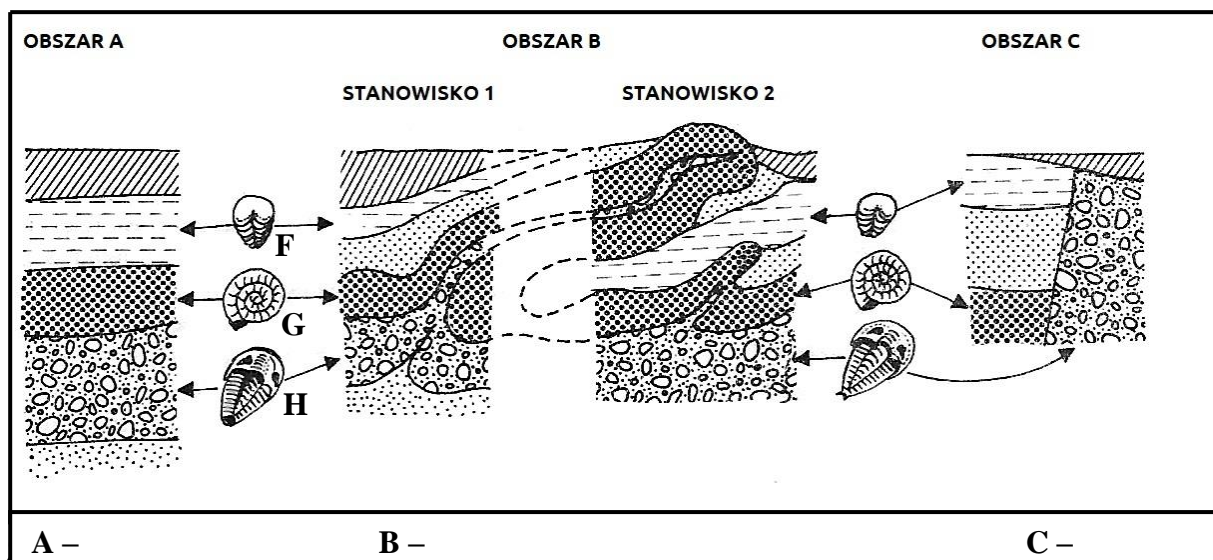 OBSZAR A OBSZAR B OBSZAR C
STANOWISKO 1 STANOWISKO 2
F
G
H
A – B – C –